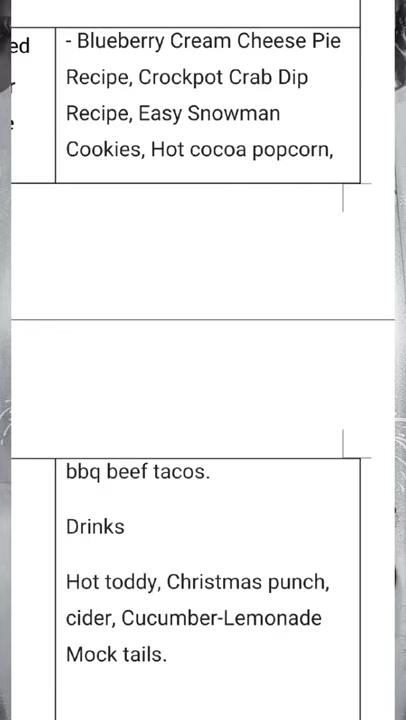 ed
- Blueberry Cream Cheese Pie
Recipe, Crockpot Crab Dip
Recipe, Easy Snowman
Cookies, Hot cocoa popcorn,
bbq beef tacos.
Drinks
Hot toddy, Christmas punch,
cider, Cucumber-Lemonade
Mock tails.